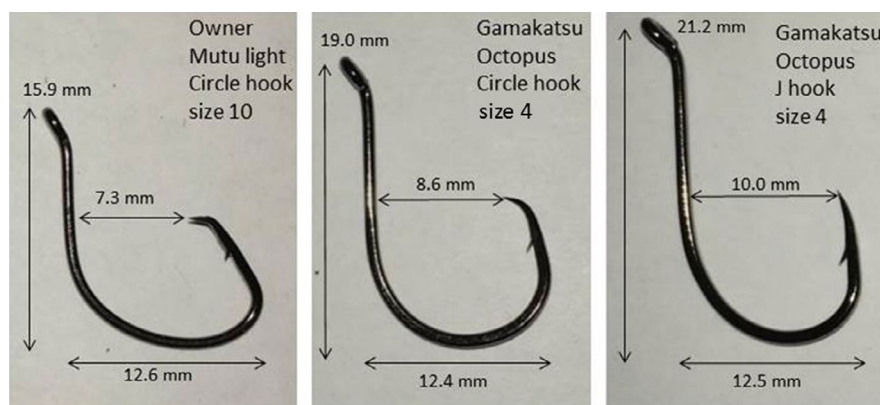 Owner
Mutu light
Circle hook
size 10
15.9 mm
7.3 mm
12.6 mm
Gamakatsu
Octopus
Circle hook
size 4
19.0 mm
8.6 mm
12.4 mm
Gamakatsu
Octopus
J hook
size 4
21.2 mm
10.0 mm
12.5 mm